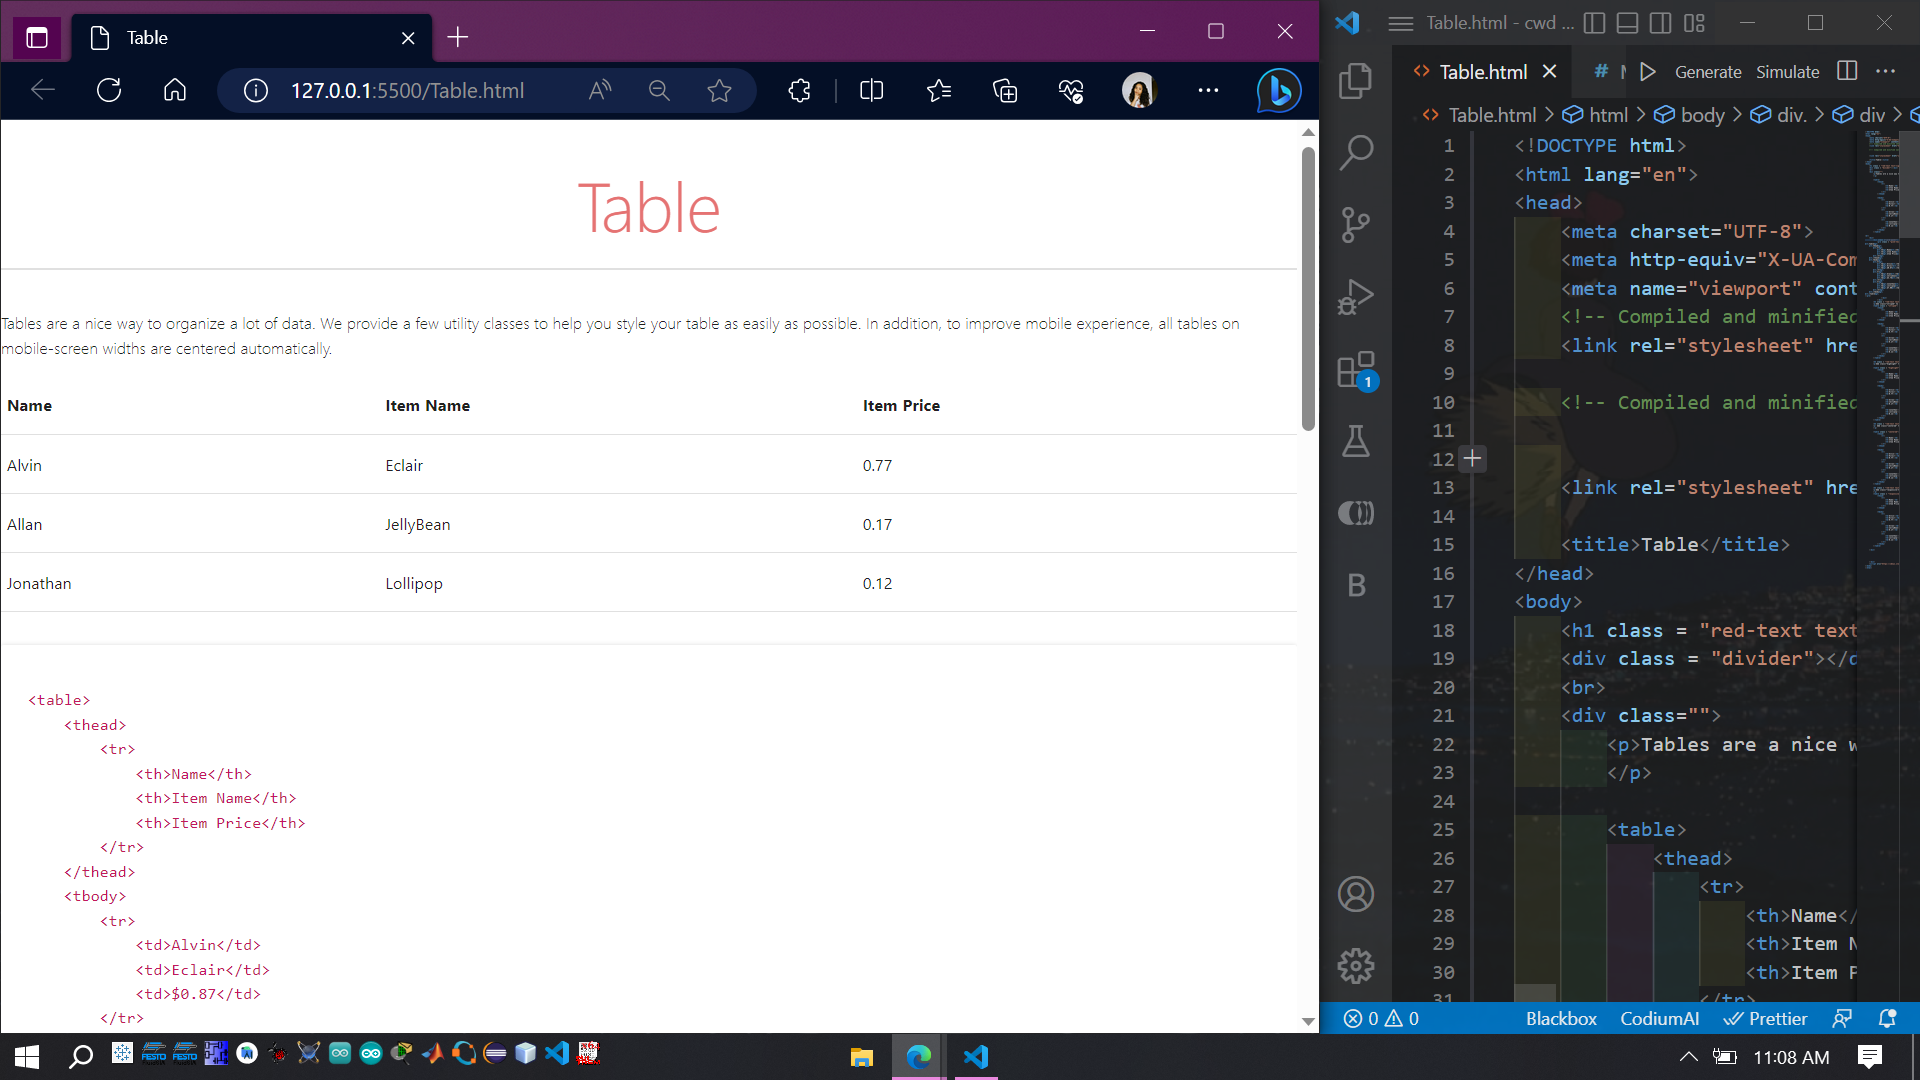 Table
127.0.0.1:5500/Table.html
Table
Tables are a nice way to organize a lot of data. We provide a few utility classes to help you style your table as easily as possible. In addition, to improve mobile experience, all tables on
mobile-screen widths are centered automatically.
Name Item Name Item Price
Alvin Eclair 0.77
Allan JellyBean 0.17
Jonathan Lollipop 0.12
<table>
<thead>
<tr>
<th>Name</th>
<th>Item Name</th>
<th>Item Price</th>
</tr>
</thead>
<tbody>
<tr>
<td>Alvin</td>
<td>Eclair</td>
<td>$0.87</td>
</tr>
Table.html - cwd ...
Table.html # Generate Simulate
Table.html > html > body > div. > div >
1 <!DOCTYPE html>
2 <html lang="en">
3 <head>
4 <meta charset="UTF-8">
5 <meta http-equiv="X-UA-Com
6 <meta name="viewport" cont
7 <!-- Compiled and minified
8 <link rel="stylesheet" hre
9
10 <!-- Compiled and minified
11
12
13 <link rel="stylesheet" hre
14
15 <title>Table</title>
16 </head>
17 <body>
18 <h1 class = "red-text text
19 <div class = "divider"></d
20 <br>
21 <div class="">
22 <p>Tables are a nice w
23 </p>
24
25 <table>
26 <thead>
27 <tr>
28 <th>Name</
29 <th>Item N
30 <th>Item P
31 </tr>
1
B
0 0 Blackbox CodiumAI Prettier
FESTO FESTO
11:08 AM